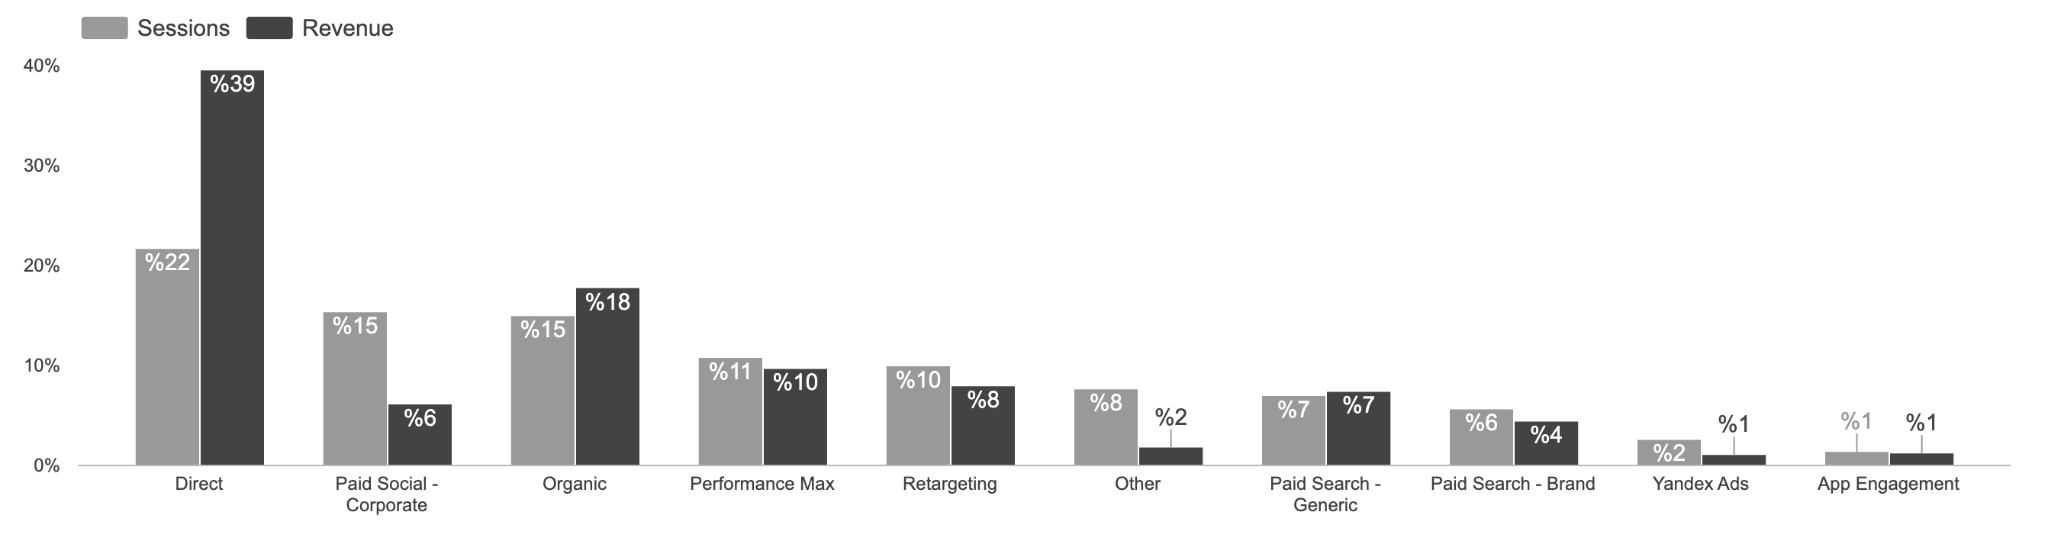 Sessions Revenue
40%
30%
20%
10%
0%
%22 %39
%15 %6
%15 %18
%11 %10
%10 %8
%8 %2
%7 %7
%6 %4
%2 %1
%1 %1
Direct
Paid Social -
Corporate
Organic
Performance Max
Retargeting
Other
Paid Search -
Generic
Paid Search - Brand
Yandex Ads
App Engagement